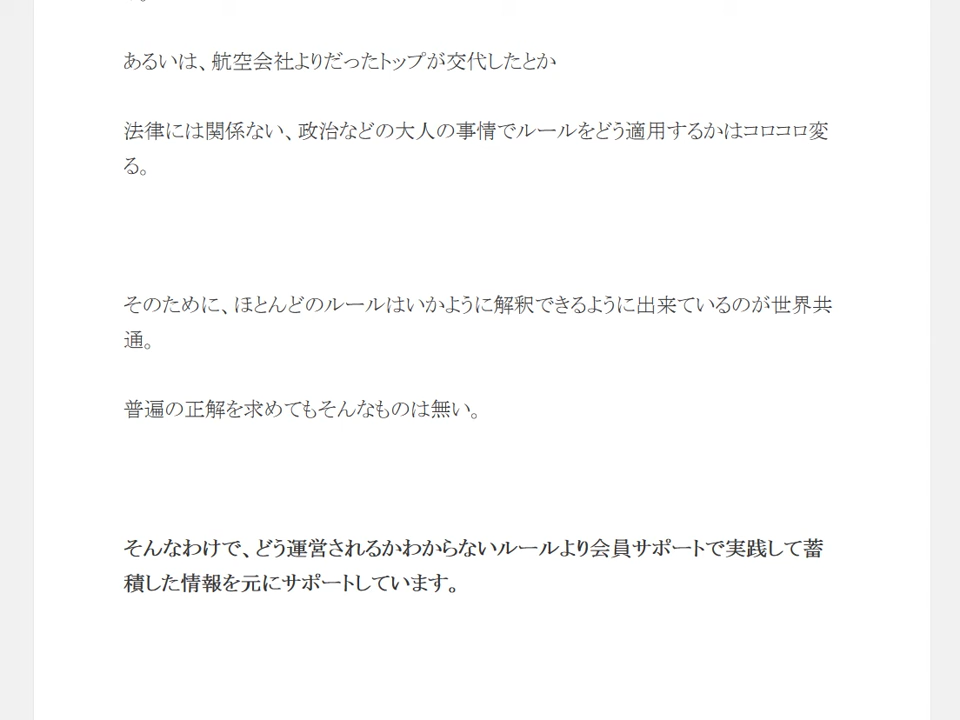 あるいは、航空会社よりだったトップが交代したとか
法律には関係ない、政治などの大人の事情でルールをどう適用するかはコロコロ変
る。
そのために、ほとんどのルールはいかように解釈できるように出来ているのが世界共
通。
普遍の正解を求めてもそんなものは無い。
そんなわけで、どう運営されるかわからないルールより会員サポートで実践して蓄
積した情報を元にサポートしています。